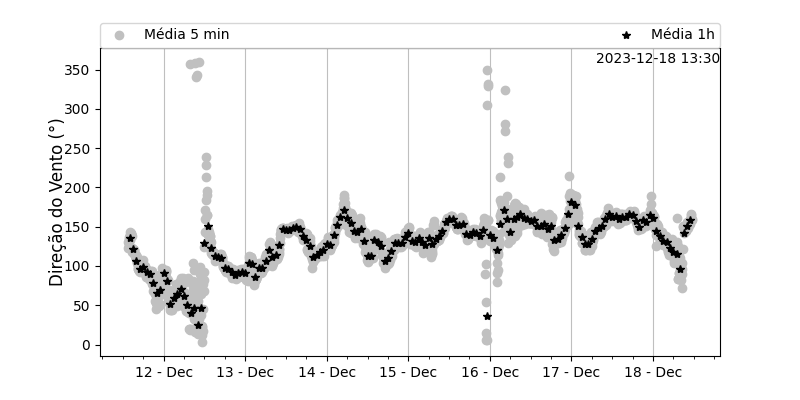 Média 5 min
Média 1h
2023-12-18 13:30
Direção do Vento (°)
350
300
250
200
150
100
50
0
12 - Dec
13 - Dec
14 - Dec
15 - Dec
16 - Dec
17 - Dec
18 - Dec